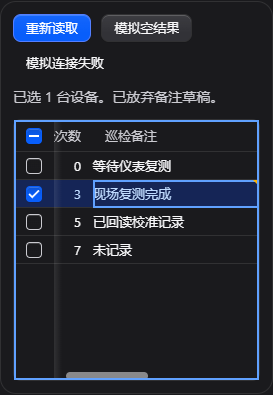 重新读取 模拟空结果
模拟连接失败
已选 1 台设备。已放弃备注草稿。
次数 巡检备注
0 等待仪表复测
3 现场复测完成
5 已回读校准记录
7 未记录